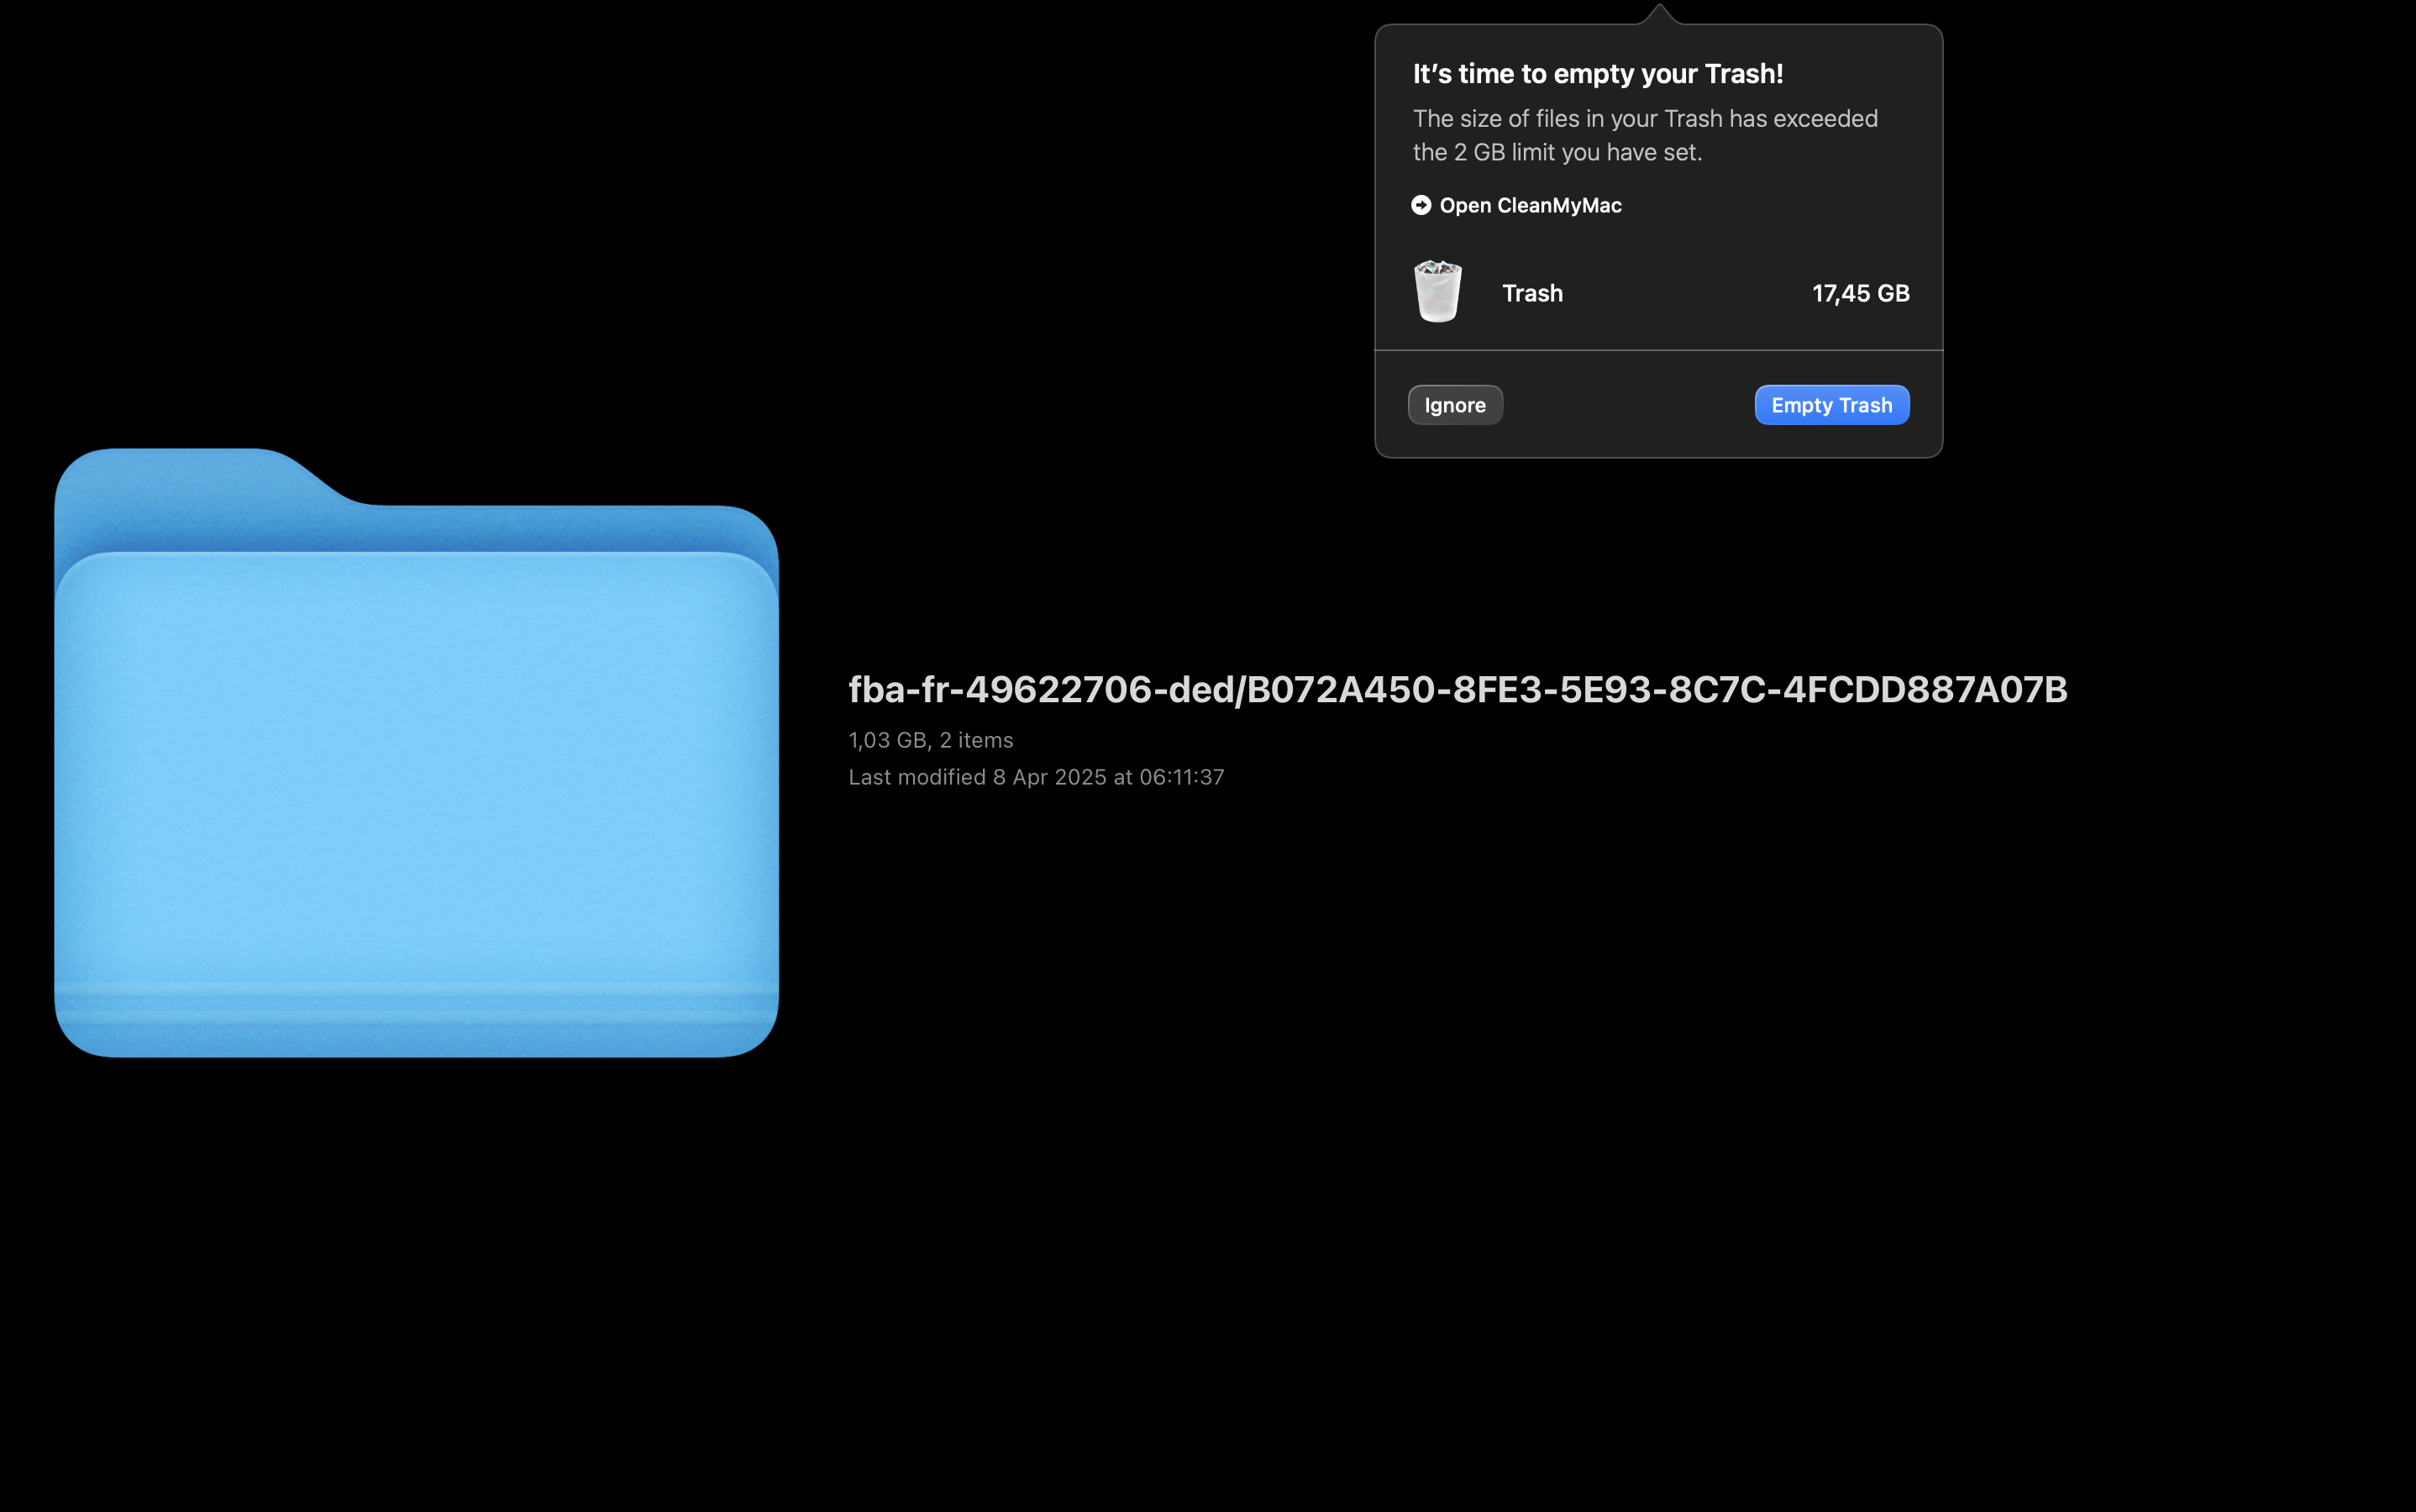 It’s time to empty your Trash!
The size of files in your Trash has exceeded
the 2 GB limit you have set.
Open CleanMyMac
Trash 17,45 GB
Ignore Empty Trash
fba-fr-49622706-ded/B072A450-8FE3-5E93-8C7C-4FCDD887A07B
1,03 GB, 2 items
Last modified 8 Apr 2025 at 06:11:37